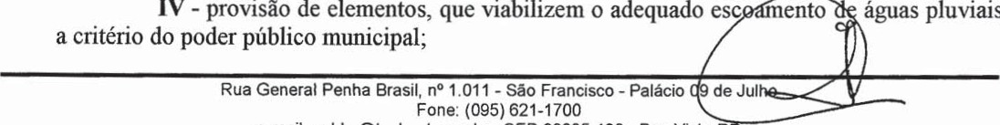 IV - provisão de elementos, que viabilizem o adequado escoamento de águas pluviais
a critério do poder público municipal;
Rua General Penha Brasil, nº 1.011 - São Francisco - Palácio 09 de Julho
Fone: (095) 621-1700